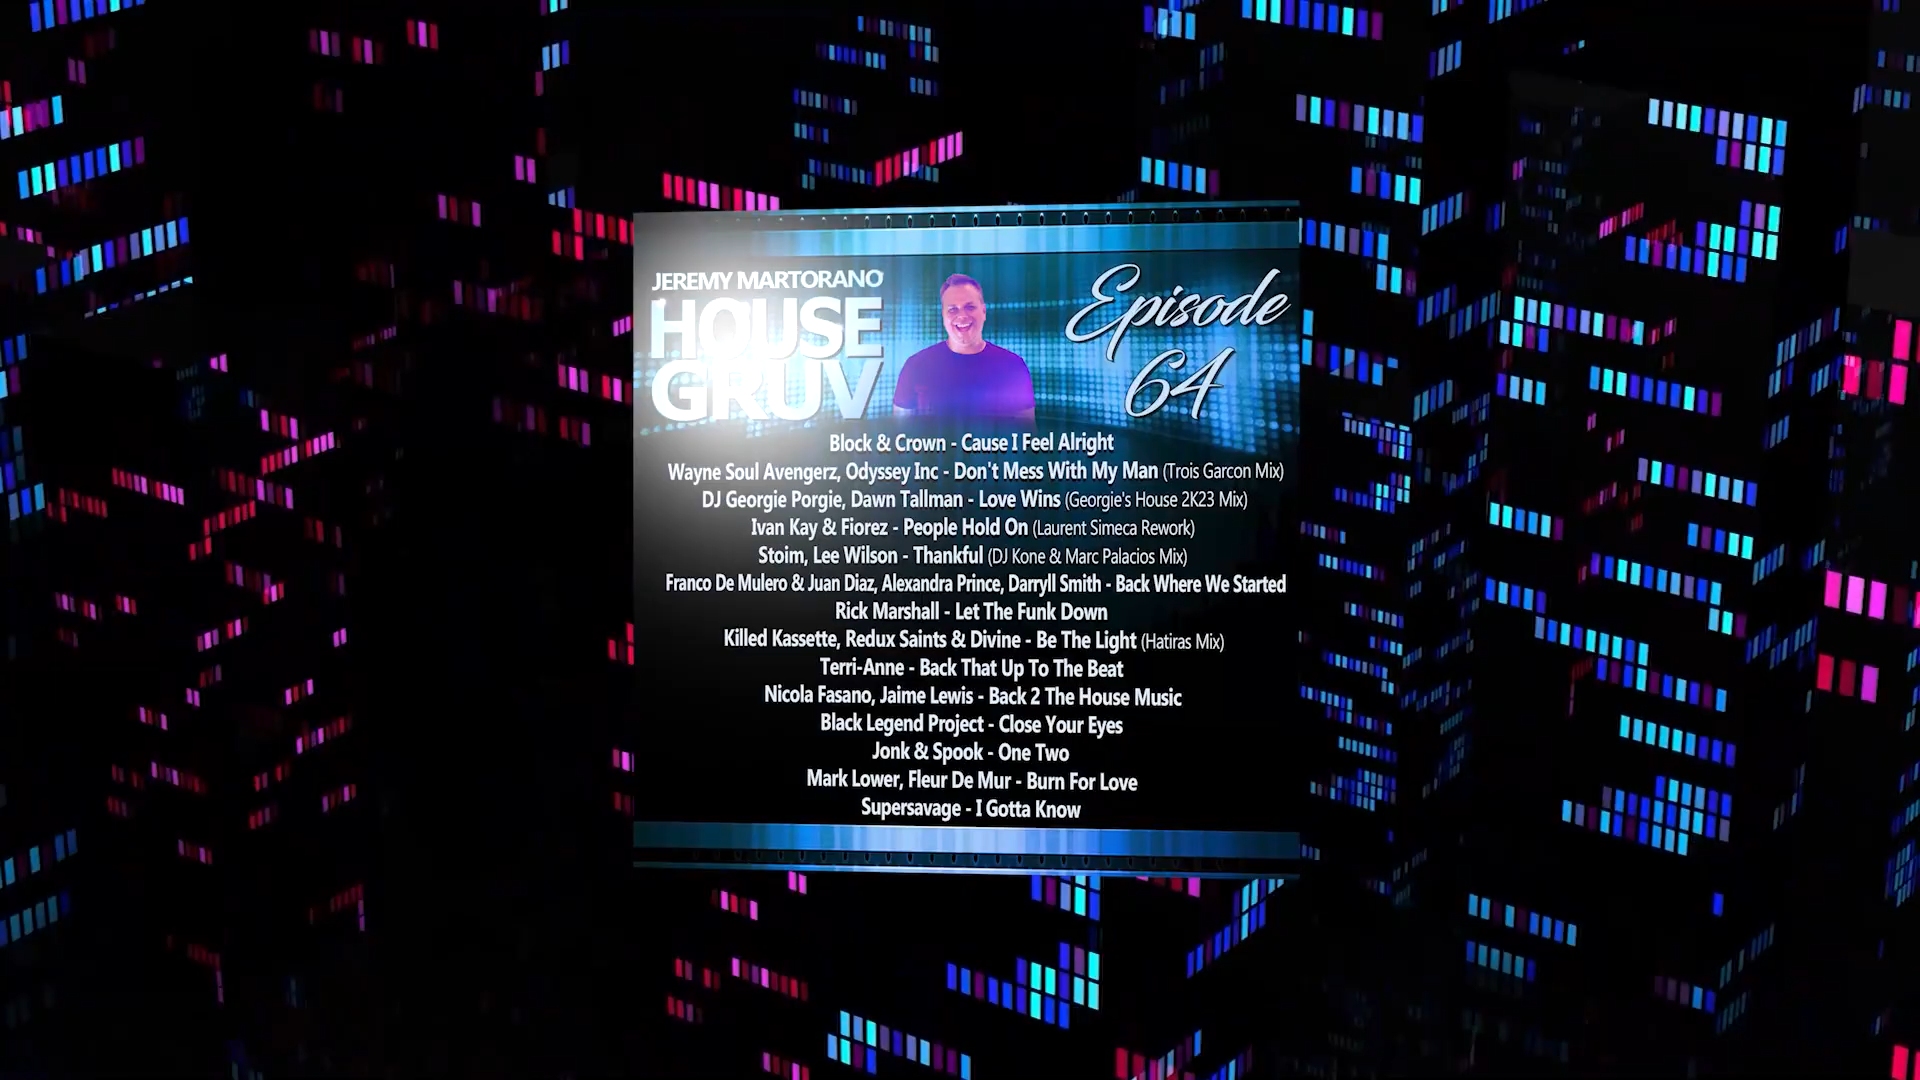 JEREMY MARTORANO
HOUSE
GRUV
Episode
64
Block & Crown - Cause I Feel Alright
Wayne Soul Avengerz, Odyssey Inc - Don't Mess With My Man (Trois Garcon Mix)
DJ Georgie Porgie, Dawn Tallman - Love Wins (Georgie's House 2K23 Mix)
Ivan Kay & Fiorez - People Hold On (Laurent Simeca Rework)
Stoim, Lee Wilson - Thankful (DJ Kone & Marc Palacios Mix)
Franco De Mulero & Juan Diaz, Alexandra Prince, Darryll Smith - Back Where We Started
Rick Marshall - Let The Funk Down
Killed Kassette, Redux Saints & Divine - Be The Light (Hatiras Mix)
Terri-Anne - Back That Up To The Beat
Nicola Fasano, Jaime Lewis - Back 2 The House Music
Black Legend Project - Close Your Eyes
Jonk & Spook - One Two
Mark Lower, Fleur De Mur - Burn For Love
Supersavage - I Gotta Know